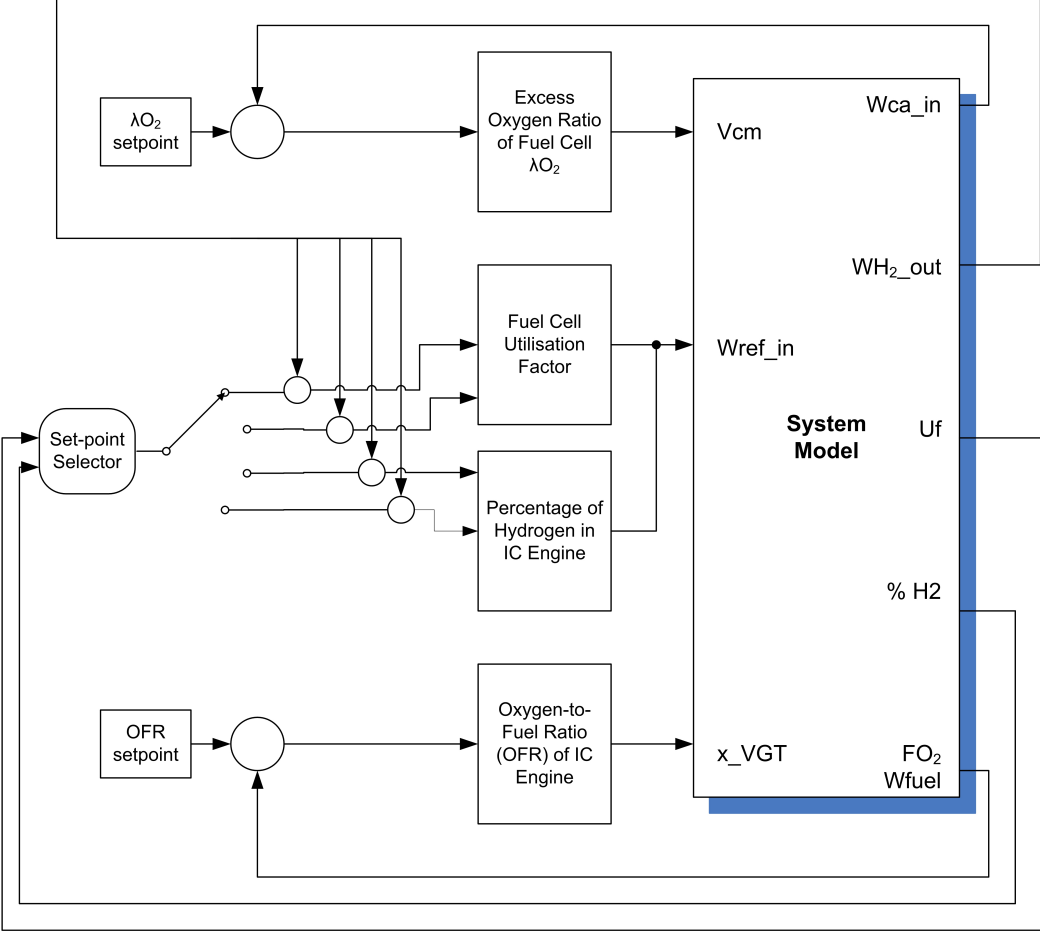 λO₂
setpoint
Excess
Oxygen Ratio
of Fuel Cell
λO₂
Vcm
Wca_in
WH₂_out
Fuel Cell
Utilisation
Factor
Wref_in
Set-point
Selector
System
Model
Uf
Percentage of
Hydrogen in
IC Engine
% H2
OFR
setpoint
Oxygen-to-
Fuel Ratio
(OFR) of IC
Engine
x_VGT
FO₂
Wfuel